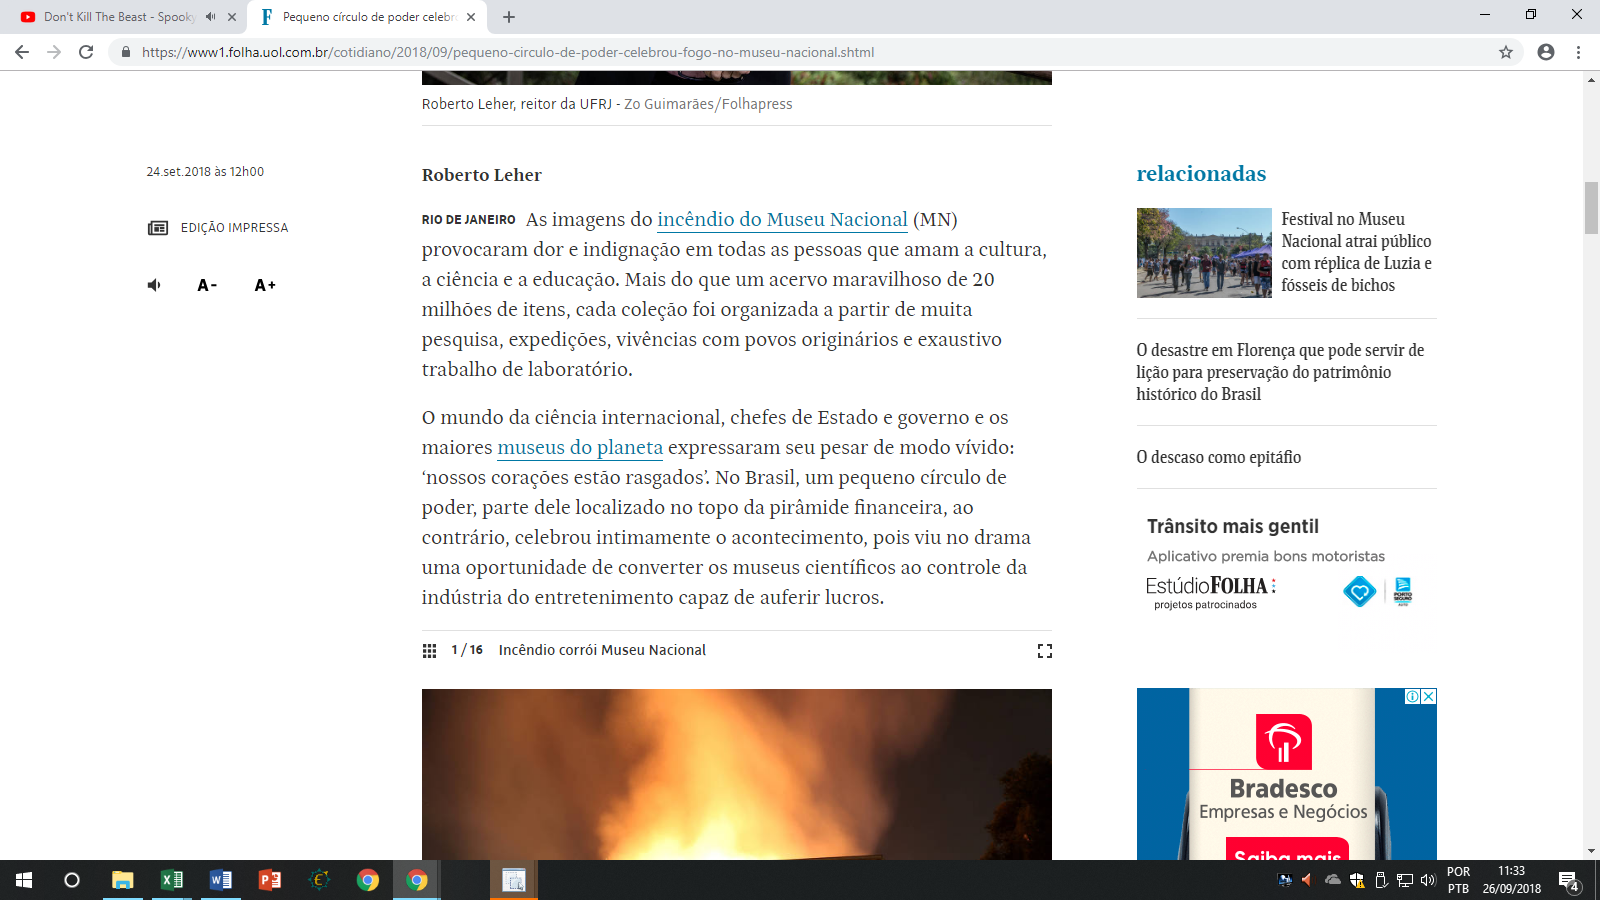 Don't Kill The Beast - Spooky
Pequeno círculo de poder celebr
https://www1.folha.uol.com.br/cotidiano/2018/09/pequeno-circulo-de-poder-celebrou-fogo-no-museu-nacional.shtml
Roberto Leher, reitor da UFRJ - Zo Guimarães/Folhapress
24.set.2018 às 12h00
EDIÇÃO IMPRESSA
A- A+
Roberto Leher
RIO DE JANEIRO As imagens do incêndio do Museu Nacional (MN)
provocaram dor e indignação em todas as pessoas que amam a cultura,
a ciência e a educação. Mais do que um acervo maravilhoso de 20
milhões de itens, cada coleção foi organizada a partir de muita
pesquisa, expedições, vivências com povos originários e exaustivo
trabalho de laboratório.
O mundo da ciência internacional, chefes de Estado e governo e os
maiores museus do planeta expressaram seu pesar de modo vívido:
‘nossos corações estão rasgados’. No Brasil, um pequeno círculo de
poder, parte dele localizado no topo da pirâmide financeira, ao
contrário, celebrou intimamente o acontecimento, pois viu no drama
uma oportunidade de converter os museus científicos ao controle da
indústria do entretenimento capaz de auferir lucros.
1 / 16 Incêndio corrói Museu Nacional
relacionadas
Festival no Museu
Nacional atrai público
com réplica de Luzia e
fósseis de bichos
O desastre em Florença que pode servir de
lição para preservação do patrimônio
histórico do Brasil
O descaso como epitáfio
Trânsito mais gentil
Aplicativo premia bons motoristas
Estúdio FOLHA
projetos patrocinados
PORTO
SEGURO
Bradesco
Empresas e Negócios
Saiba mais
POR
PTB
11:33
26/09/2018
4